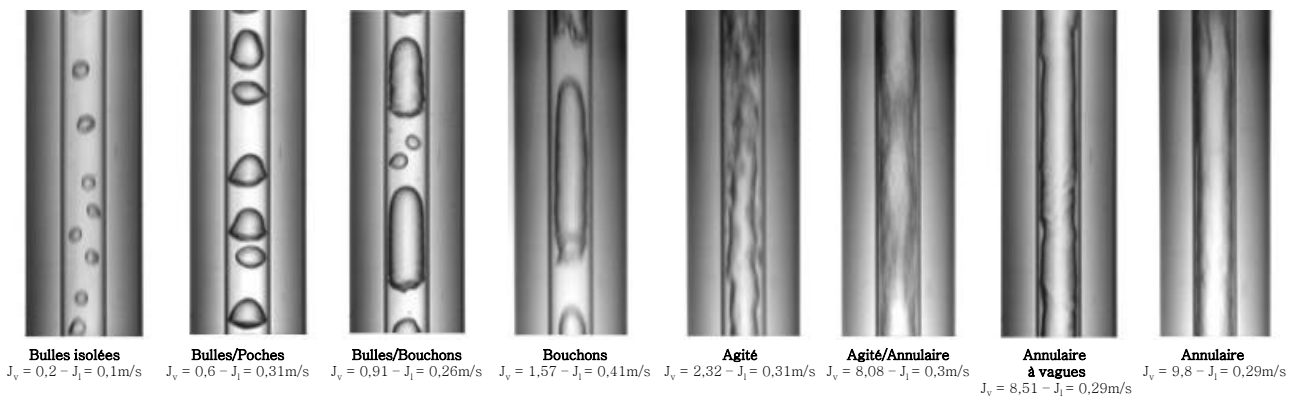 Bulles isolées
J_v = 0,2 – J_l = 0,1m/s
Bulles/Poches
J_v = 0,6 – J_l = 0,31m/s
Bulles/Bouchons
J_v = 0,91 – J_l = 0,26m/s
Bouchons
J_v = 1,57 – J_l = 0,41m/s
Agité
J_v = 2,32 – J_l = 0,31m/s
Agité/Annulaire
J_v = 8,08 – J_l = 0,3m/s
Annulaire
à vagues
J_v = 8,51 – J_l = 0,29m/s
Annulaire
J_v = 9,8 – J_l = 0,29m/s